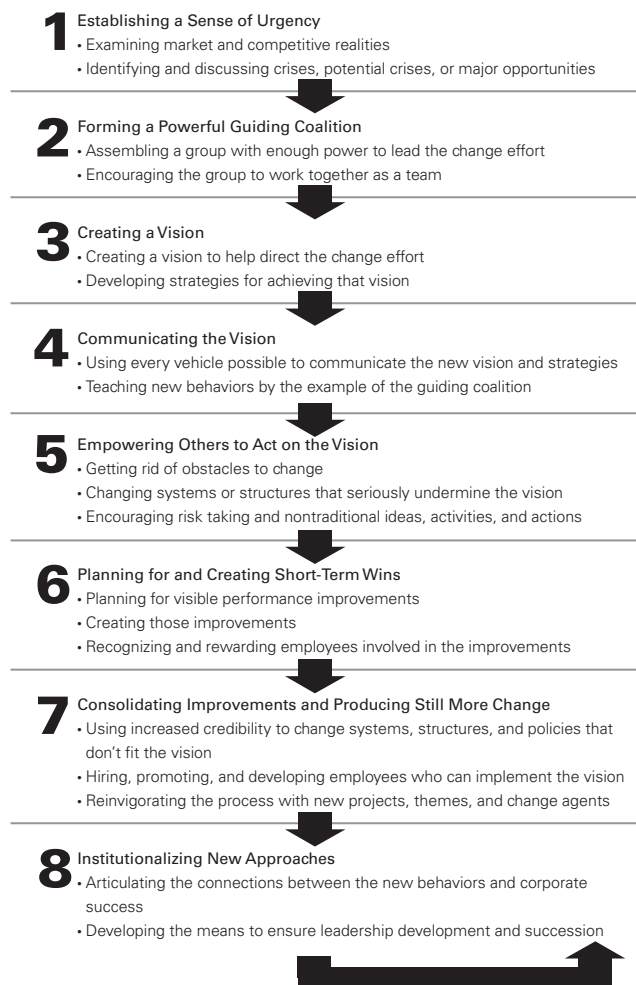 1 Establishing a Sense of Urgency
• Examining market and competitive realities
• Identifying and discussing crises, potential crises, or major opportunities
2 Forming a Powerful Guiding Coalition
• Assembling a group with enough power to lead the change effort
• Encouraging the group to work together as a team
3 Creating a Vision
• Creating a vision to help direct the change effort
• Developing strategies for achieving that vision
4 Communicating the Vision
• Using every vehicle possible to communicate the new vision and strategies
• Teaching new behaviors by the example of the guiding coalition
5 Empowering Others to Act on the Vision
• Getting rid of obstacles to change
• Changing systems or structures that seriously undermine the vision
• Encouraging risk taking and nontraditional ideas, activities, and actions
6 Planning for and Creating Short-Term Wins
• Planning for visible performance improvements
• Creating those improvements
• Recognizing and rewarding employees involved in the improvements
7 Consolidating Improvements and Producing Still More Change
• Using increased credibility to change systems, structures, and policies that
don't fit the vision
• Hiring, promoting, and developing employees who can implement the vision
• Reinvigorating the process with new projects, themes, and change agents
8 Institutionalizing New Approaches
• Articulating the connections between the new behaviors and corporate
success
• Developing the means to ensure leadership development and succession